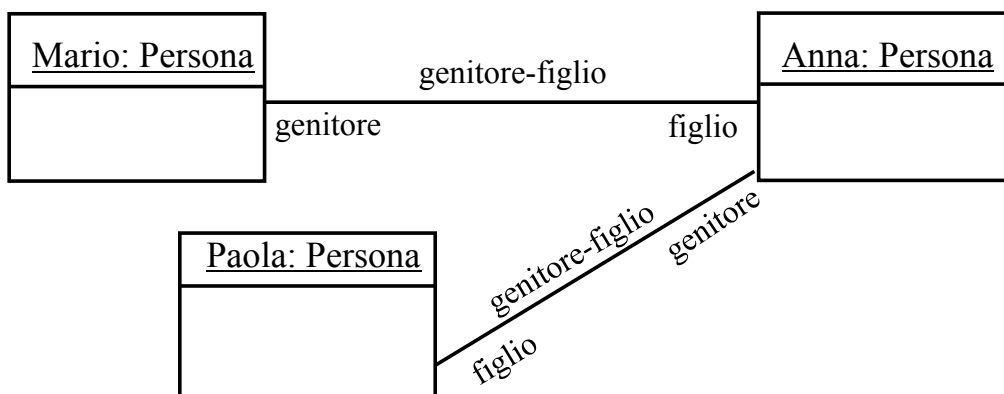 Mario: Persona
Anna: Persona
genitore-figlio
genitore
figlio
genitore-figlio
genitore
Paola: Persona
figlio